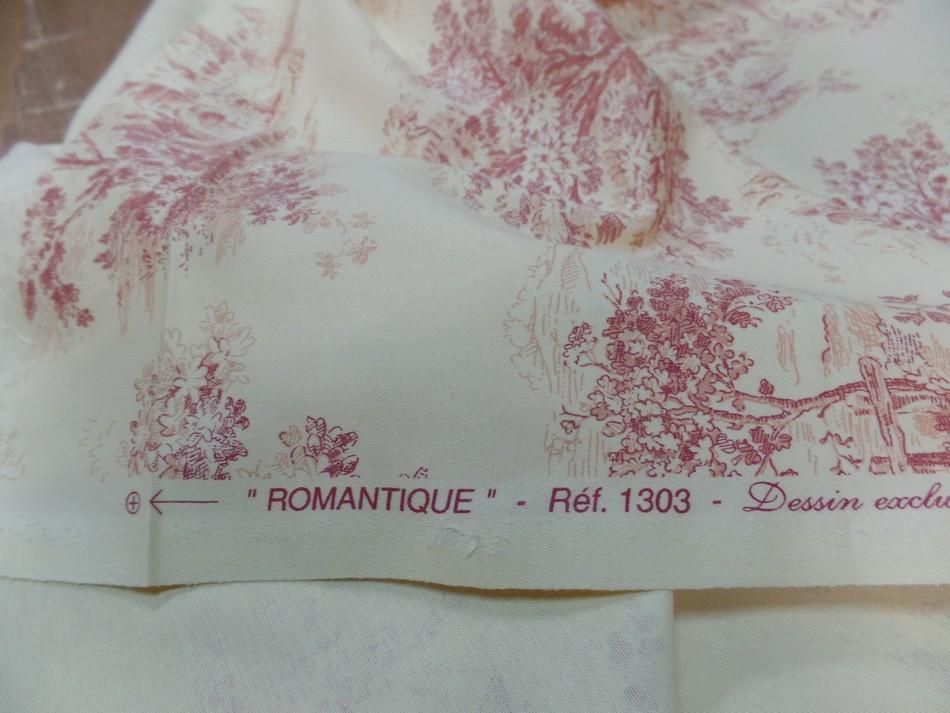 " ROMANTIQUE " - Réf. 1303 - Dessin